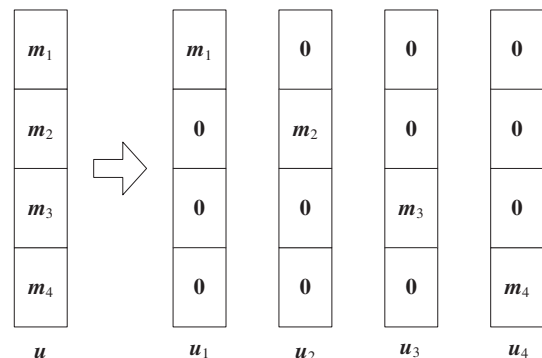 m₁ m₁ 0 0 0
m₂ 0 m₂ 0 0
m₃ 0 0 m₃ 0
m₄ 0 0 0 m₄
u u₁ u₂ u₃ u₄